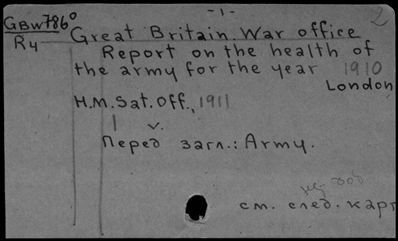 -1-
2
GBW786⁰
R4
Great Britain. War office
Report on the health of
the army for the year 1910
London
H.M. Sat. Off., 1911
1 v.
Перед загл.: Army.
см. след. карт